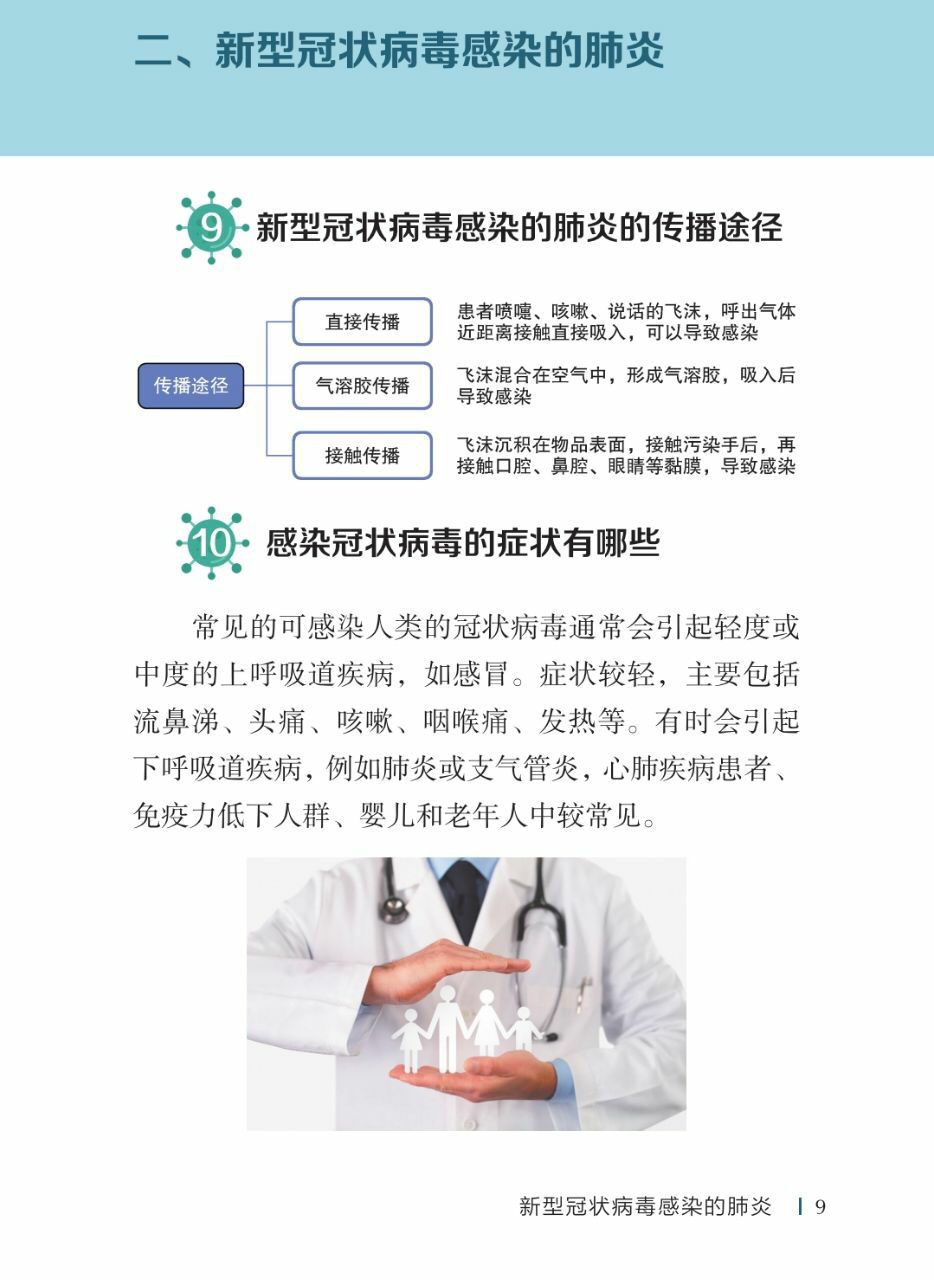 二、新型冠状病毒感染的肺炎
9 新型冠状病毒感染的肺炎的传播途径
传播途径
直接传播
患者喷嚏、咳嗽、说话的飞沫，呼出气体
近距离接触直接吸入，可以导致感染
气溶胶传播
飞沫混合在空气中，形成气溶胶，吸入后
导致感染
接触传播
飞沫沉积在物品表面，接触污染手后，再
接触口腔、鼻腔、眼睛等黏膜，导致感染
10 感染冠状病毒的症状有哪些
常见的可感染人类的冠状病毒通常会引起轻度或
中度的上呼吸道疾病，如感冒。症状较轻，主要包括
流鼻涕、头痛、咳嗽、咽喉痛、发热等。有时会引起
下呼吸道疾病，例如肺炎或支气管炎，心肺疾病患者、
免疫力低下人群、婴儿和老年人中较常见。
新型冠状病毒感染的肺炎 9